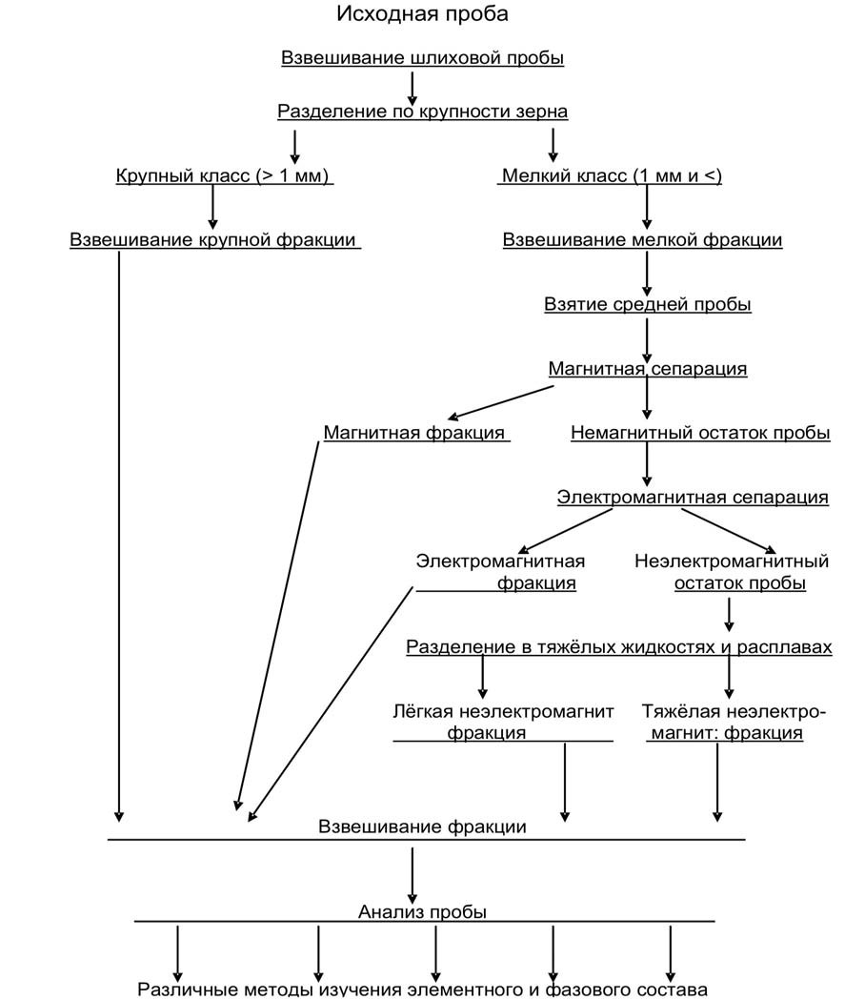 Исходная проба
Взвешивание шлиховой пробы
Разделение по крупности зерна
Крупный класс (> 1 мм)
Мелкий класс (1 мм и <)
Взвешивание крупной фракции
Взвешивание мелкой фракции
Взятие средней пробы
Магнитная сепарация
Магнитная фракция
Немагнитный остаток пробы
Электромагнитная сепарация
Электромагнитная
фракция
Неэлектромагнитный
остаток пробы
Разделение в тяжёлых жидкостях и расплавах
Лёгкая неэлектромагнит
фракция
Тяжёлая неэлектро-
магнит: фракция
Взвешивание фракции
Анализ пробы
Различные методы изучения элементного и фазового состава